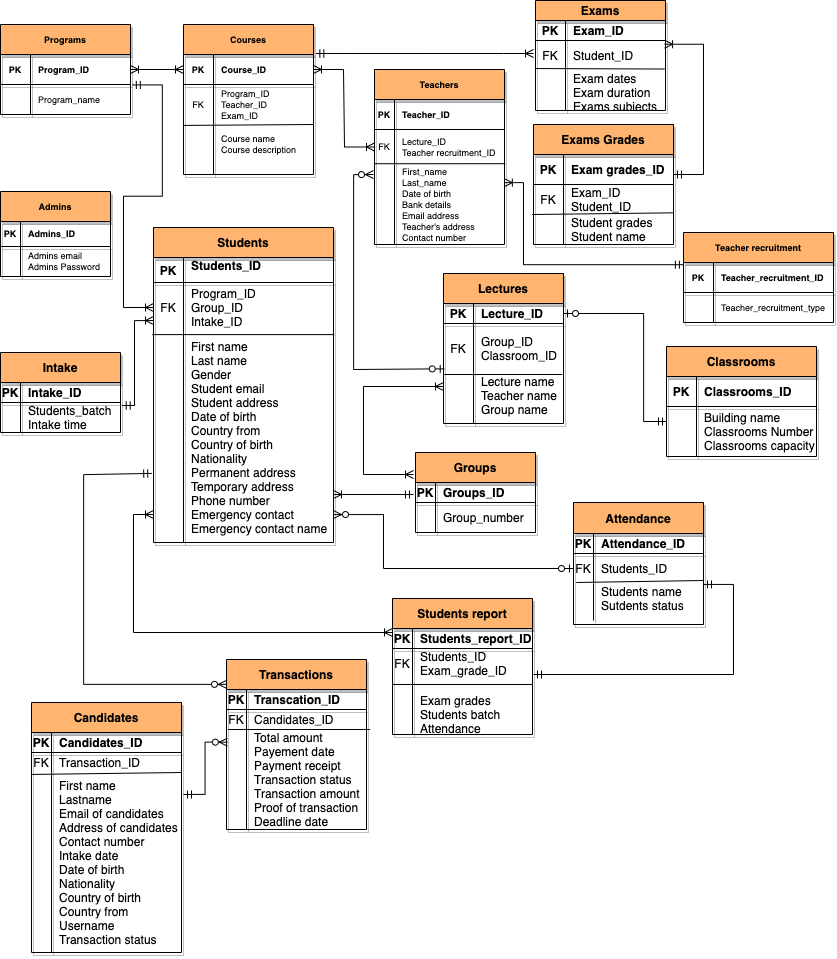 Programs
PK Program_ID
Program_name
Courses
PK Course_ID
FK
Program_ID
Teacher_ID
Exam_ID
Course name
Course description
Exams
PK Exam_ID
FK Student_ID
Exam dates
Exam duration
Exams subjects
Teachers
PK Teacher_ID
FK
Lecture_ID
Teacher recruitment_ID
First_name
Last_name
Date of birth
Bank details
Email address
Teacher's address
Contact number
Exams Grades
PK Exam grades_ID
FK
Exam_ID
Student_ID
Student grades
Student name
Admins
PK Admins_ID
Admins email
Admins Password
Students
PK Students_ID
FK
Program_ID
Group_ID
Intake_ID
First name
Last name
Gender
Student email
Student address
Date of birth
Country from
Country of birth
Nationality
Permanent address
Temporary address
Phone number
Emergency contact
Emergency contact name
Teacher recruitment
PK Teacher_recruitment_ID
Teacher_recruitment_type
Lectures
PK Lecture_ID
FK
Group_ID
Classroom_ID
Lecture name
Teacher name
Group name
Intake
PK Intake_ID
Students_batch
Intake time
Classrooms
PK Classrooms_ID
Building name
Classrooms Number
Classrooms capacity
Groups
PK Groups_ID
Group_number
Attendance
PK Attendance_ID
FK Students_ID
Students name
Sutdents status
Students report
PK Students_report_ID
FK
Students_ID
Exam_grade_ID
Exam grades
Students batch
Attendance
Transactions
PK Transcation_ID
FK Candidates_ID
Total amount
Payement date
Payment receipt
Transaction status
Transaction amount
Proof of transaction
Deadline date
Candidates
PK Candidates_ID
FK Transaction_ID
First name
Lastname
Email of candidates
Address of candidates
Contact number
Intake date
Date of birth
Nationality
Country of birth
Country from
Username
Transaction status